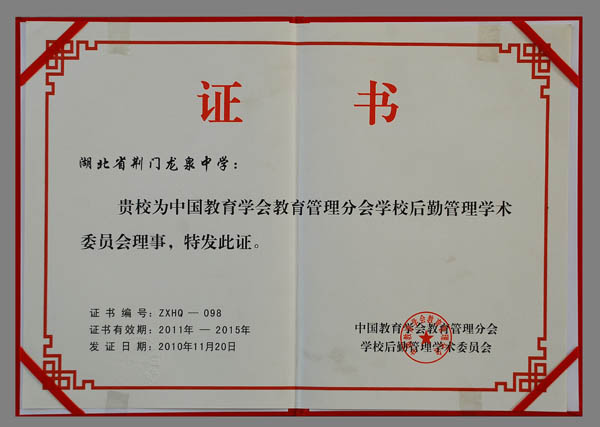 证 书
湖北省荆门龙泉中学：
贵校为中国教育学会教育管理分会学校后勤管理学术
委员会理事，特发此证。
证 书 编 号：ZXHQ — 098
证书有效期：2011年 — 2015年
发 证 日 期：2010年11月20日
中国教育学会教育管理分会
学校后勤管理学术委员会